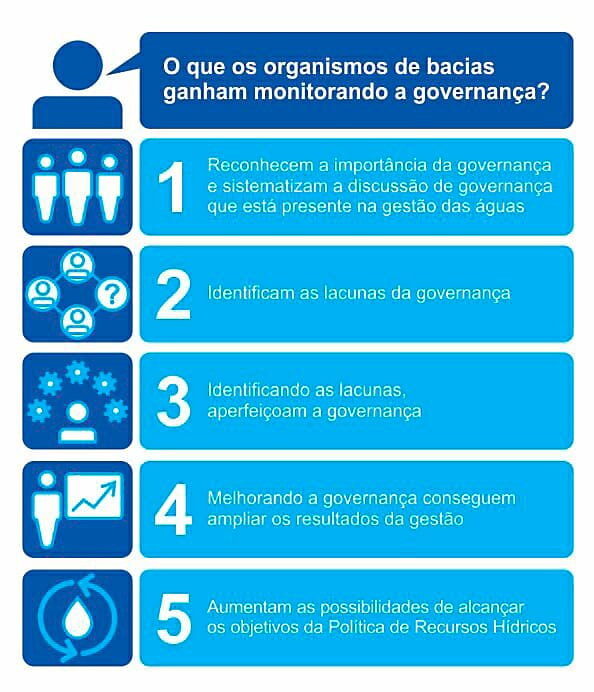 O que os organismos de bacias
ganham monitorando a governança?
1
Reconhecem a importância da governança
e sistematizam a discussão de governança
que está presente na gestão das águas
2
Identificam as lacunas da governança
?
3
Identificando as lacunas,
aperfeiçoam a governança
4
Melhorando a governança conseguem
ampliar os resultados da gestão
5
Aumentam as possibilidades de alcançar
os objetivos da Política de Recursos Hídricos